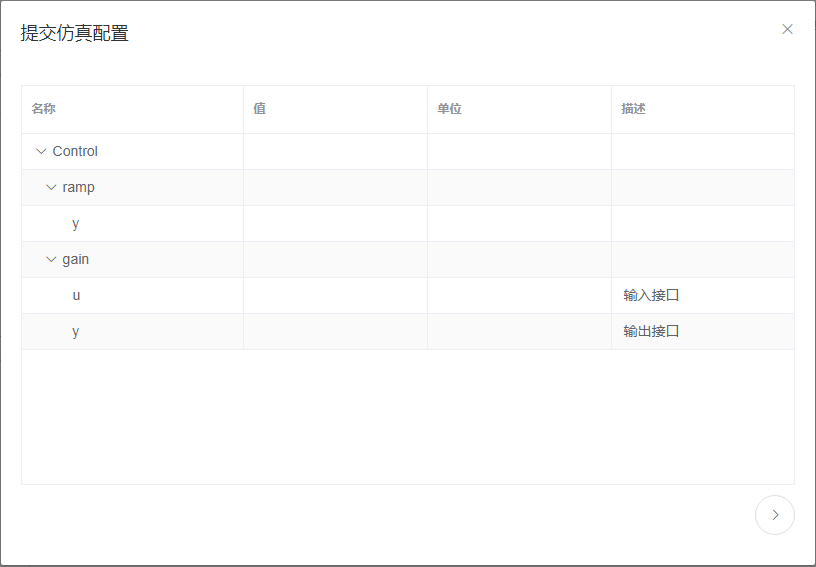 提交仿真配置
名称 值 单位 描述
Control
ramp
y
gain
u 输入接口
y 输出接口